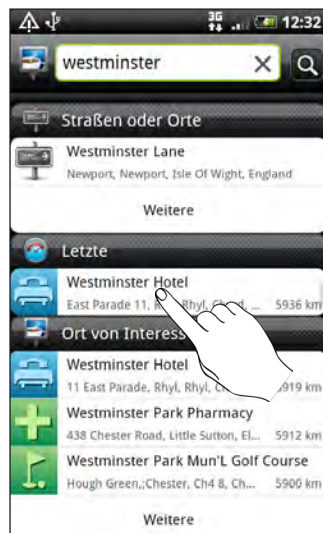 3G 12:32
westminster
Straßen oder Orte
Westminster Lane
Newport, Newport, Isle Of Wight, England
Weitere
Letzte
Westminster Hotel
East Parade 11, Rhyl, ... 5936 km
Ort von Interess
Westminster Hotel
11 East Parade, Rhyl, Rhyl, 5919 km
Westminster Park Pharmacy
438 Chester Road, Little Sutton, El... 5912 km
Westminster Park Mun'L Golf Course
Hough Green,;Chester, Ch4 8, Ch... 5900 km
Weitere